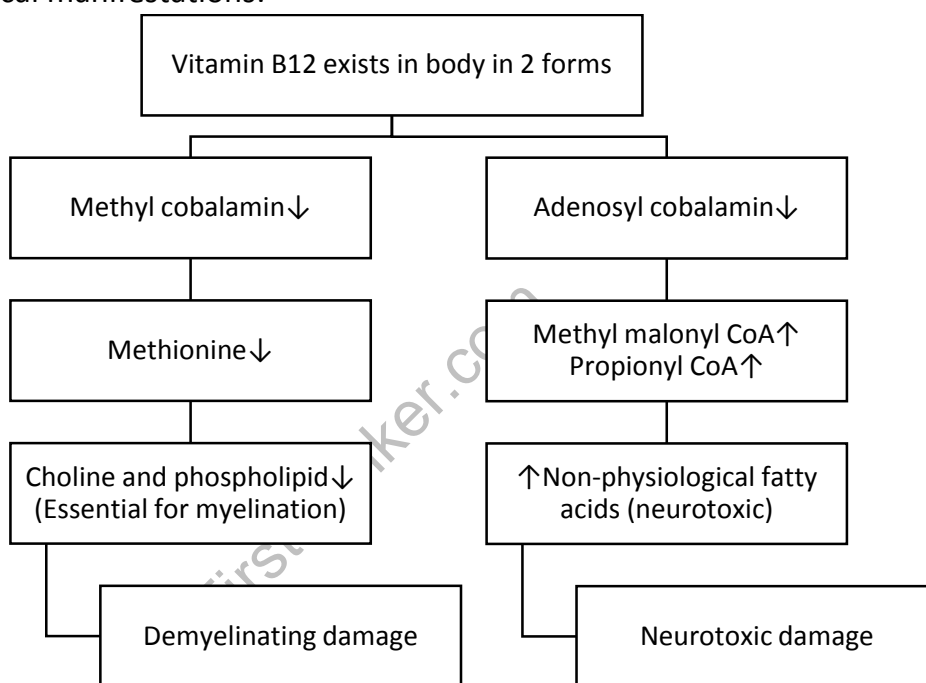 Vitamin B12 exists in body in 2 forms
Methyl cobalamin↓
Adenosyl cobalamin↓
Methionine↓
Methyl malonyl CoA↑
Propionyl CoA↑
Choline and phospholipid↓
(Essential for myelination)
↑Non-physiological fatty
acids (neurotoxic)
Demyelinating damage
Neurotoxic damage